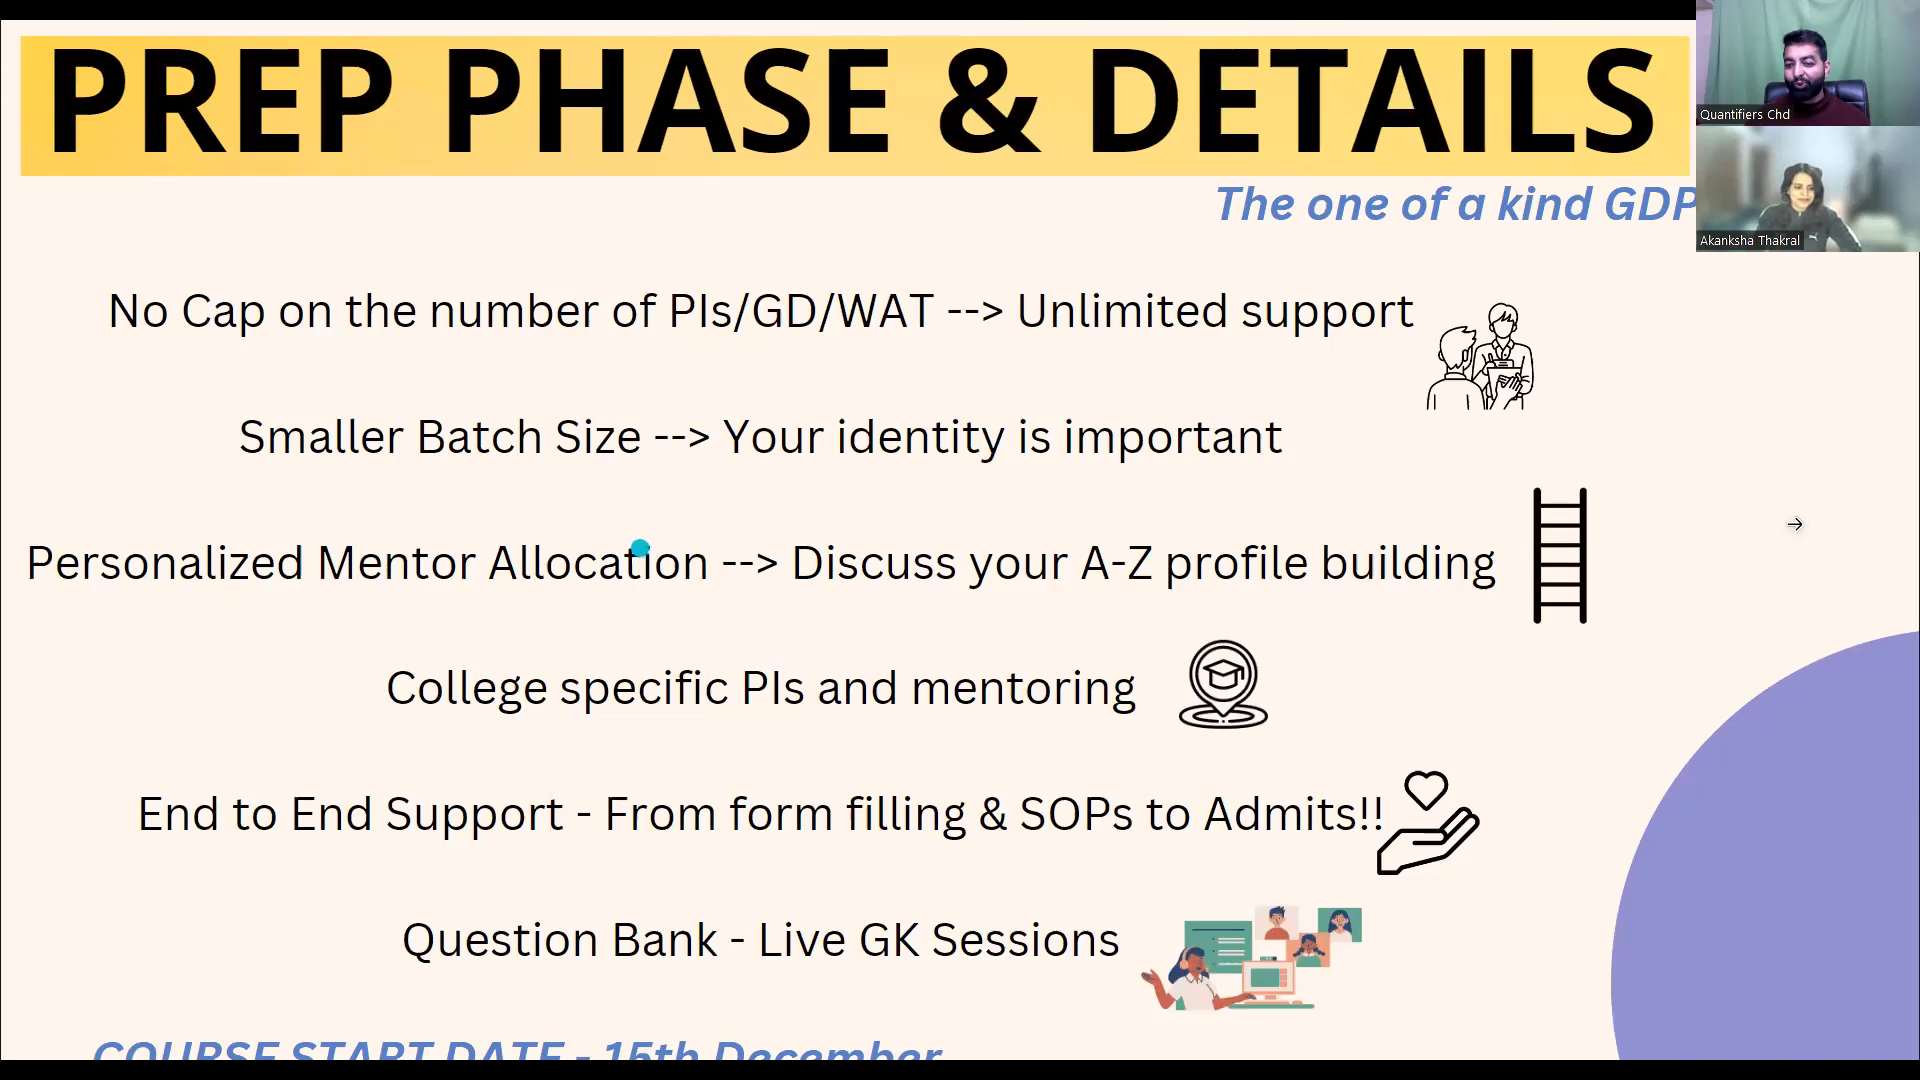 PREP PHASE & DETAILS
Quantifiers Chd
The one of a kind GDP
Akanksha Thakral
No Cap on the number of PIs/GD/WAT --> Unlimited support
Smaller Batch Size --> Your identity is important
Personalized Mentor Allocation --> Discuss your A-Z profile building
College specific PIs and mentoring
End to End Support - From form filling & SOPs to Admits!!
Question Bank - Live GK Sessions
COURSE START DATE - 15th December